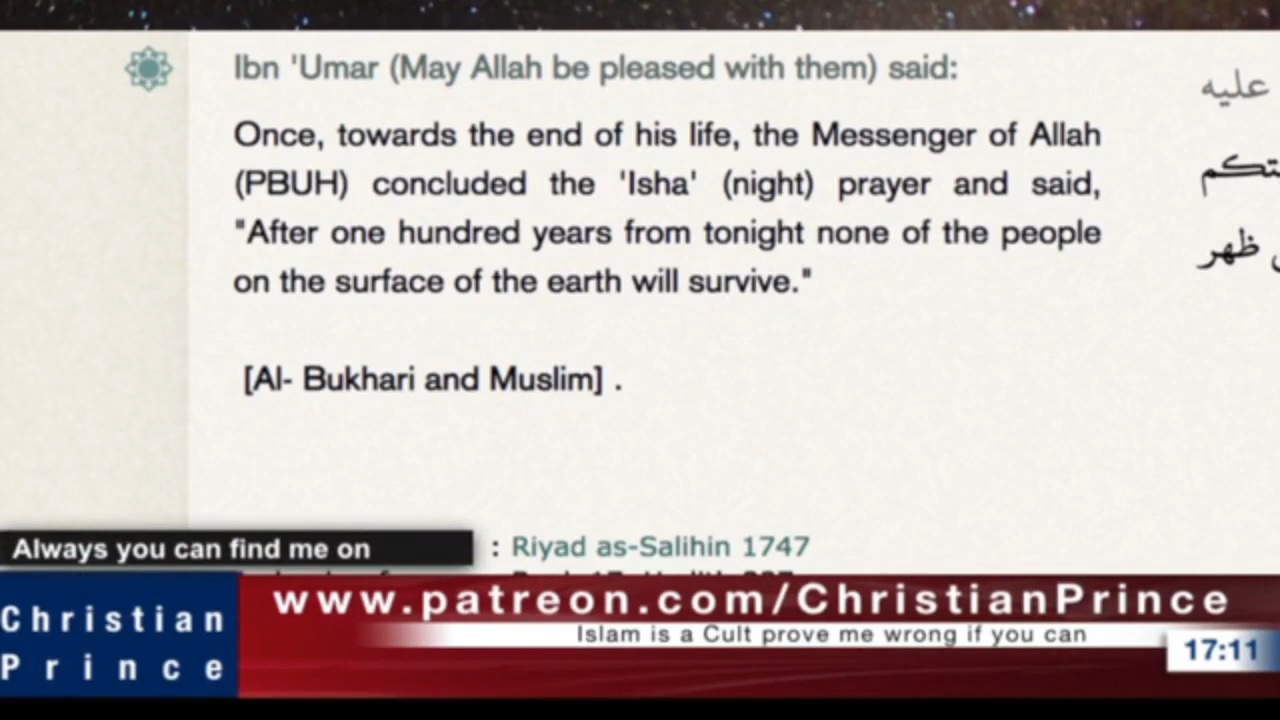 Ibn 'Umar (May Allah be pleased with them) said:
عليه
Once, towards the end of his life, the Messenger of Allah
(PBUH) concluded the 'Isha' (night) prayer and said,
"After one hundred years from tonight none of the people
on the surface of the earth will survive."
ظهر
[Al- Bukhari and Muslim] .
: Riyad as-Salihin 1747
Always you can find me on
www.patreon.com/ChristianPrince
Islam is a Cult prove me wrong if you can
Christian
Prince
17:11